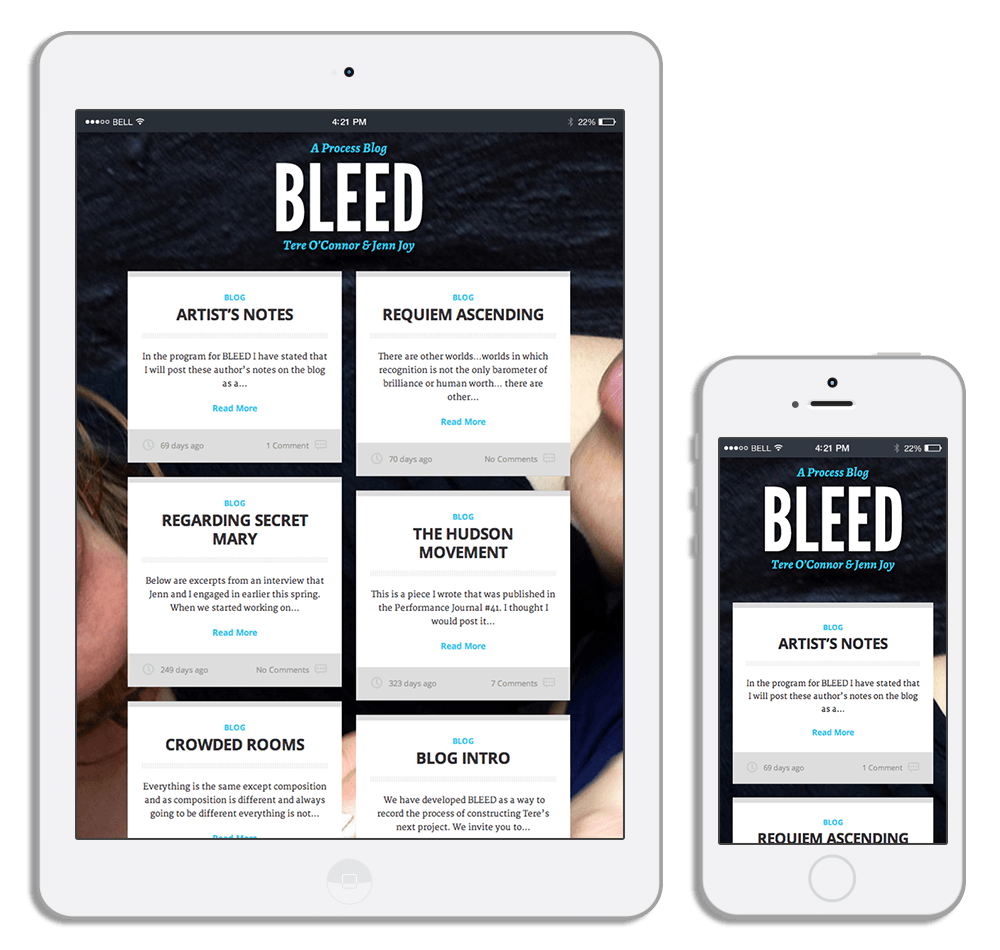 BELL 4:21 PM 22%
A Process Blog
BLEED
Tere O'Connor & Jenn Joy
BLOG
ARTIST'S NOTES
In the program for BLEED I have stated that
I will post these author's notes on the blog
as a...
Read More
69 days ago 1 Comment
BLOG
REQUIEM ASCENDING
There are other worlds...worlds in which
recognition is not the only barometer of
brilliance or human worth... there are
other...
Read More
70 days ago No Comments
BLOG
REGARDING SECRET
MARY
Below are excerpts from an interview that
Jenn and I engaged in earlier this spring.
When we started working on...
Read More
249 days ago No Comments
BLOG
THE HUDSON
MOVEMENT
This is a piece I wrote that was published in
the Performance Journal #41. I thought I
would post it...
Read More
323 days ago 7 Comments
BLOG
CROWDED ROOMS
Everything is the same except composition
and as composition is different and always
going to be different everything is not...
Read More
BLOG
BLOG INTRO
We have developed BLEED as a way to
record the process of constructing Tere's
next project. We invite you to...
BELL 4:21 PM 22%
A Process Blog
BLEED
Tere O'Connor & Jenn Joy
BLOG
ARTIST'S NOTES
In the program for BLEED I have stated that
I will post these author's notes on the blog
as a...
Read More
69 days ago 1 Comment
BLOG
REQUIEM ASCENDING